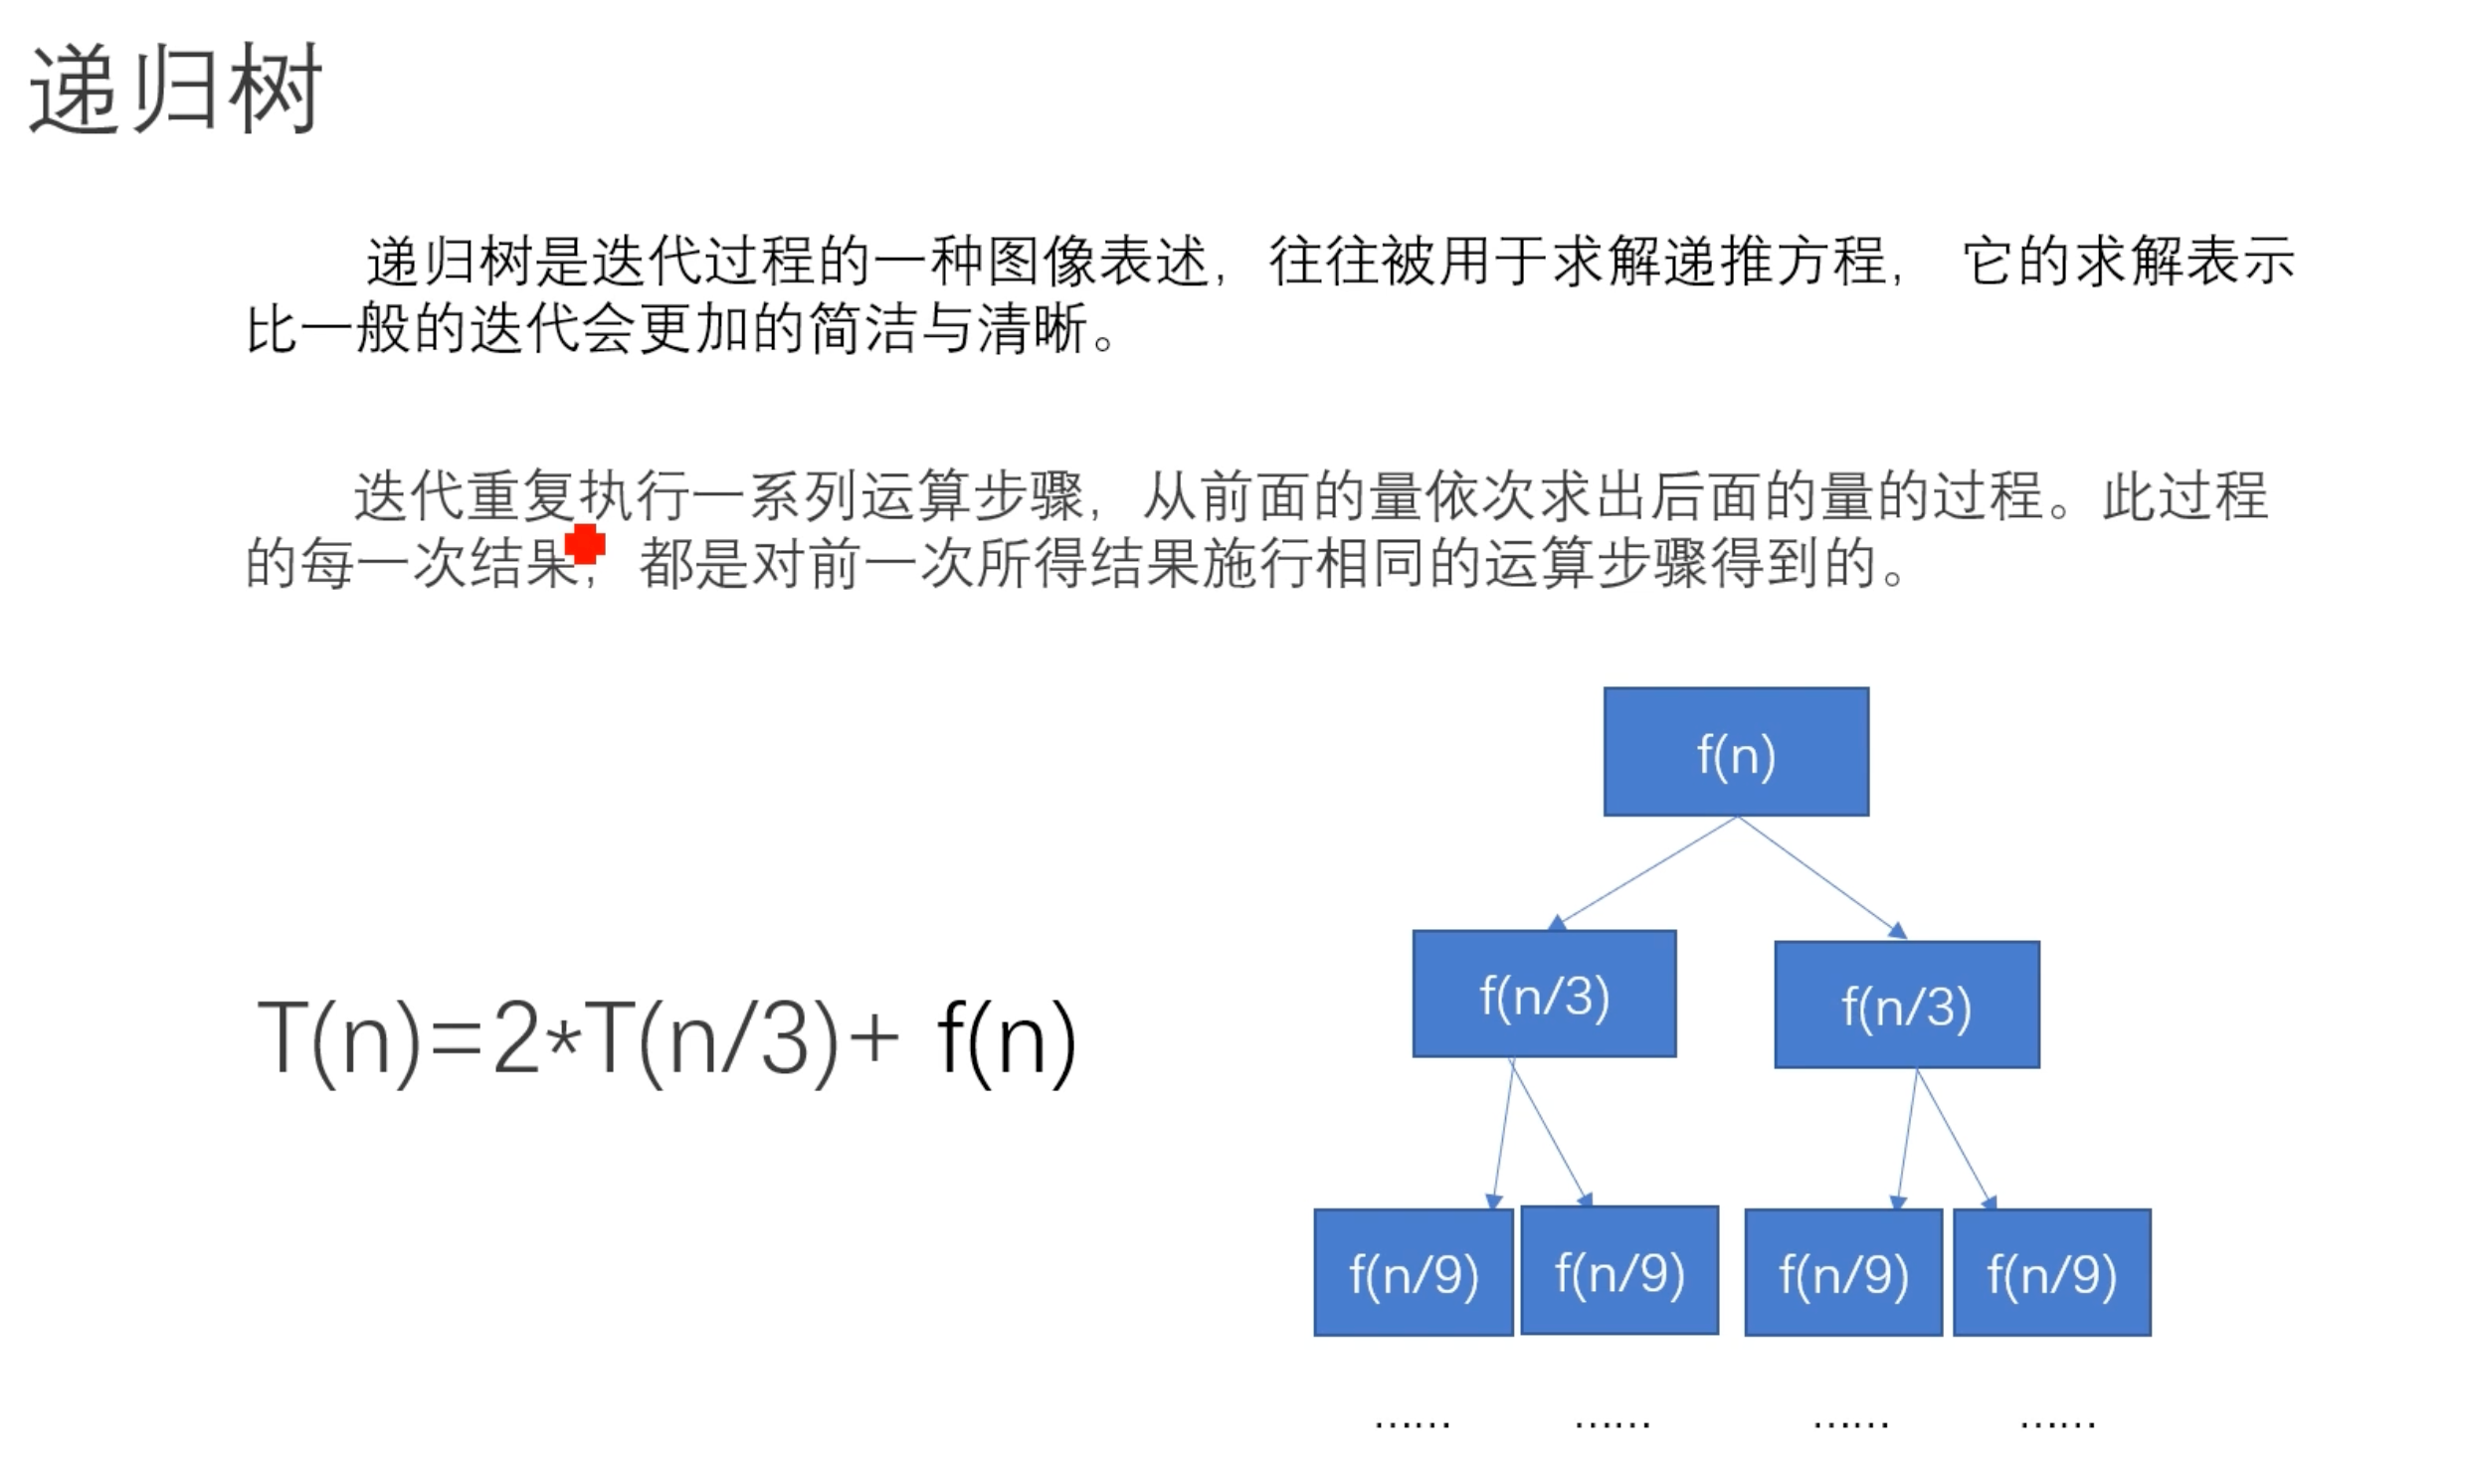 递归树
递归树是迭代过程的一种图像表述，往往被用于求解递推方程， 它的求解表示
比一般的迭代会更加的简洁与清晰。
迭代重复执行一系列运算步骤，从前面的量依次求出后面的量的过程。此过程
的每一次结果，都是对前一次所得结果施行相同的运算步骤得到的。
f(n)
f(n/3) f(n/3)
T(n)=2*T(n/3)+ f(n)
f(n/9) f(n/9) f(n/9) f(n/9)
…… …… …… ……